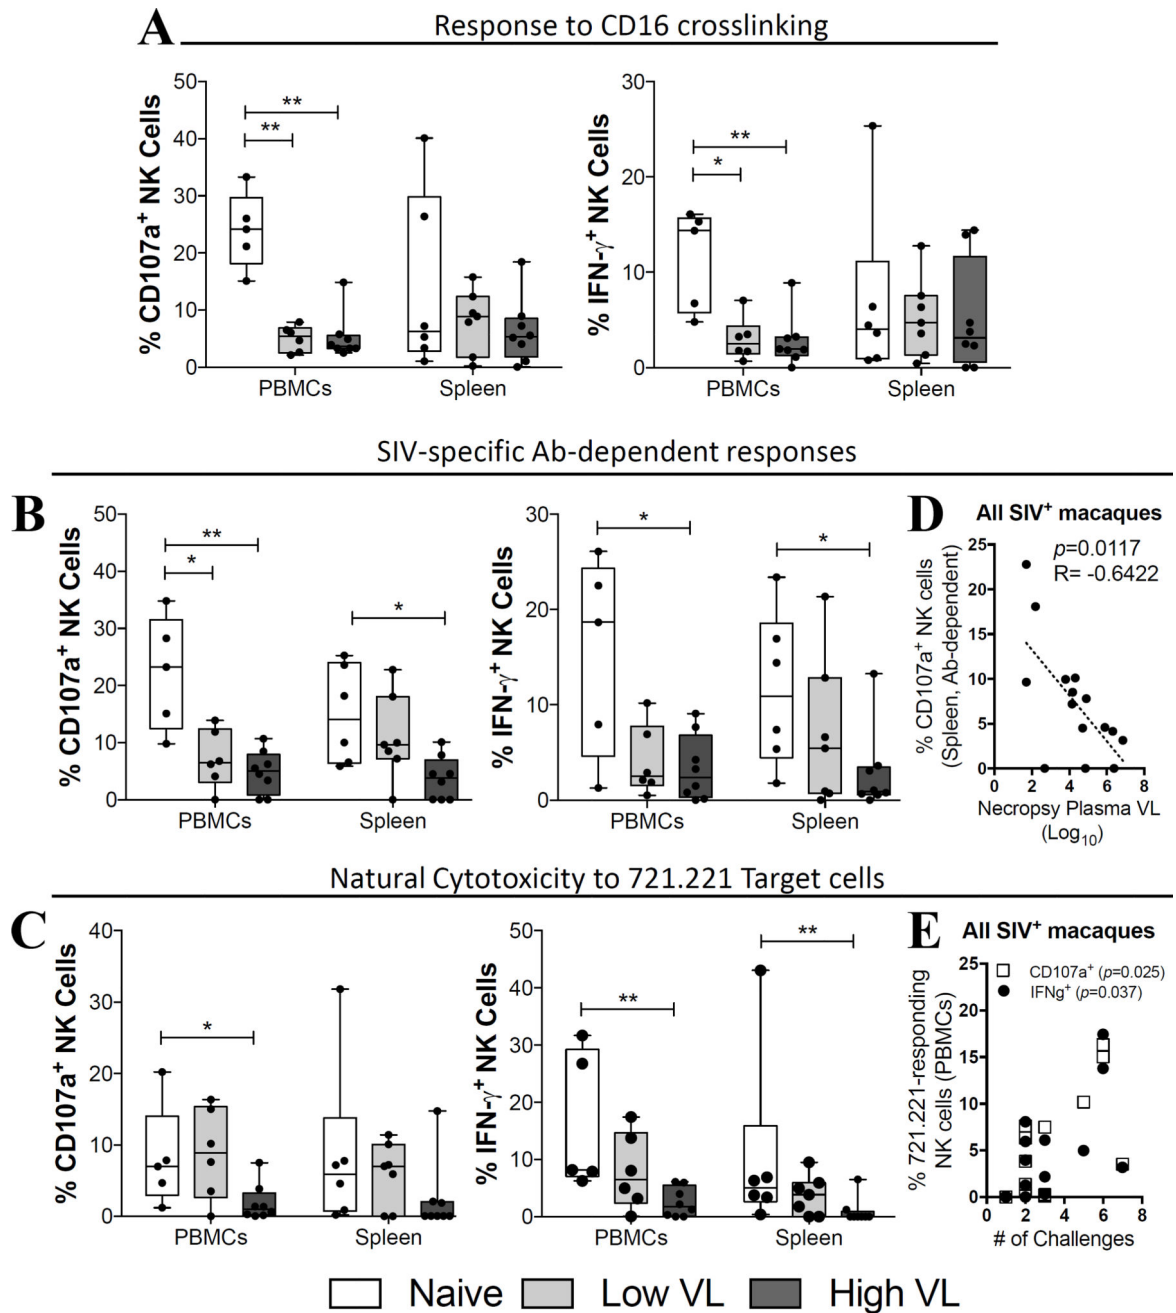 A Response to CD16 crosslinking
% CD107a⁺ NK Cells
50
40
30
20
10
0
**
**
PBMCs Spleen
% IFN-γ⁺ NK Cells
30
20
10
0
**
*
PBMCs Spleen
SIV-specific Ab-dependent responses
B
% CD107a⁺ NK Cells
50
40
30
20
10
0
**
*
*
PBMCs Spleen
% IFN-γ⁺ NK Cells
30
20
10
0
*
*
PBMCs Spleen
D All SIV⁺ macaques
p=0.0117
R= -0.6422
% CD107a⁺ NK cells
(Spleen, Ab-dependent)
25
20
15
10
5
0
0 2 4 6 8
Necropsy Plasma VL
(Log₁₀)
Natural Cytotoxicity to 721.221 Target cells
C
% CD107a⁺ NK Cells
40
30
20
10
0
*
PBMCs Spleen
% IFN-γ⁺ NK Cells
50
40
30
20
10
0
**
**
PBMCs Spleen
E All SIV⁺ macaques
CD107a⁺ (p=0.025)
IFNg⁺ (p=0.037)
% 721.221-responding
NK cells (PBMCs)
25
20
15
10
5
0
0 2 4 6 8
# of Challenges
Naive Low VL High VL